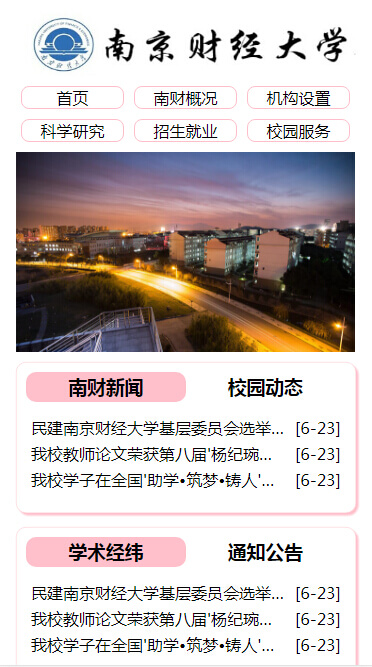 南京财经大学
首页 南财概况 机构设置
科学研究 招生就业 校园服务
南财新闻 校园动态
民建南京财经大学基层委员会选举... [6-23]
我校教师论文荣获第八届'杨纪琬... [6-23]
我校学子在全国'助学•筑梦•铸人'... [6-23]
学术经纬 通知公告
民建南京财经大学基层委员会选举... [6-23]
我校教师论文荣获第八届'杨纪琬... [6-23]
我校学子在全国'助学•筑梦•铸人'... [6-23]